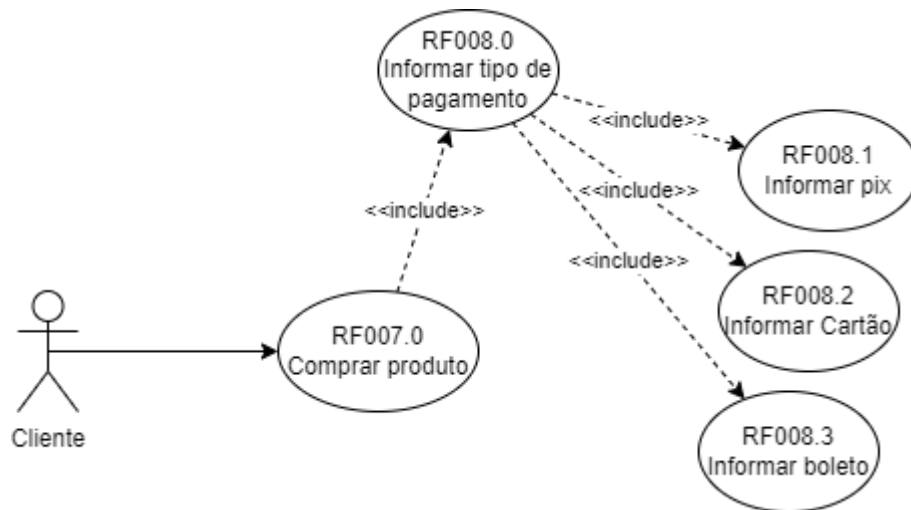 RF008.0
Informar tipo de
pagamento
<<include>>
RF008.1
Informar pix
<<include>>
<<include>>
<<include>>
RF008.2
Informar Cartão
RF007.0
Comprar produto
Cliente
RF008.3
Informar boleto